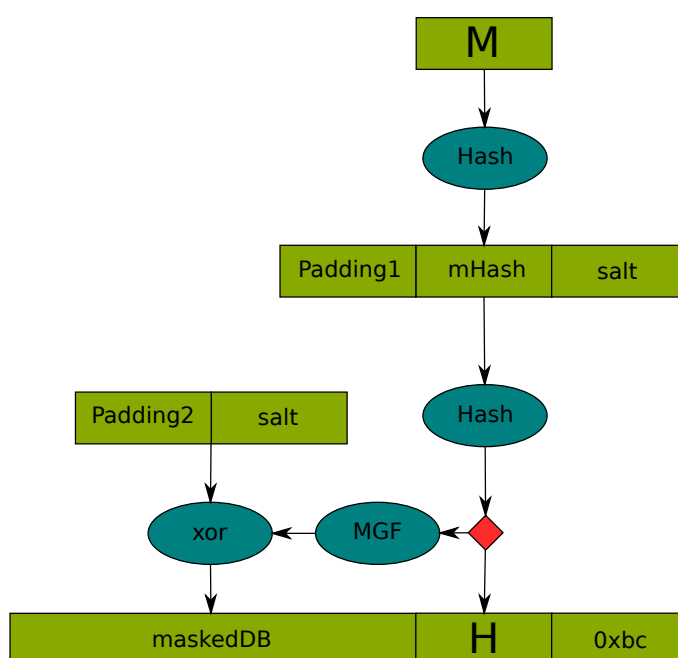 M
Hash
Padding1 mHash salt
Hash
Padding2 salt
xor MGF
maskedDB H 0xbc